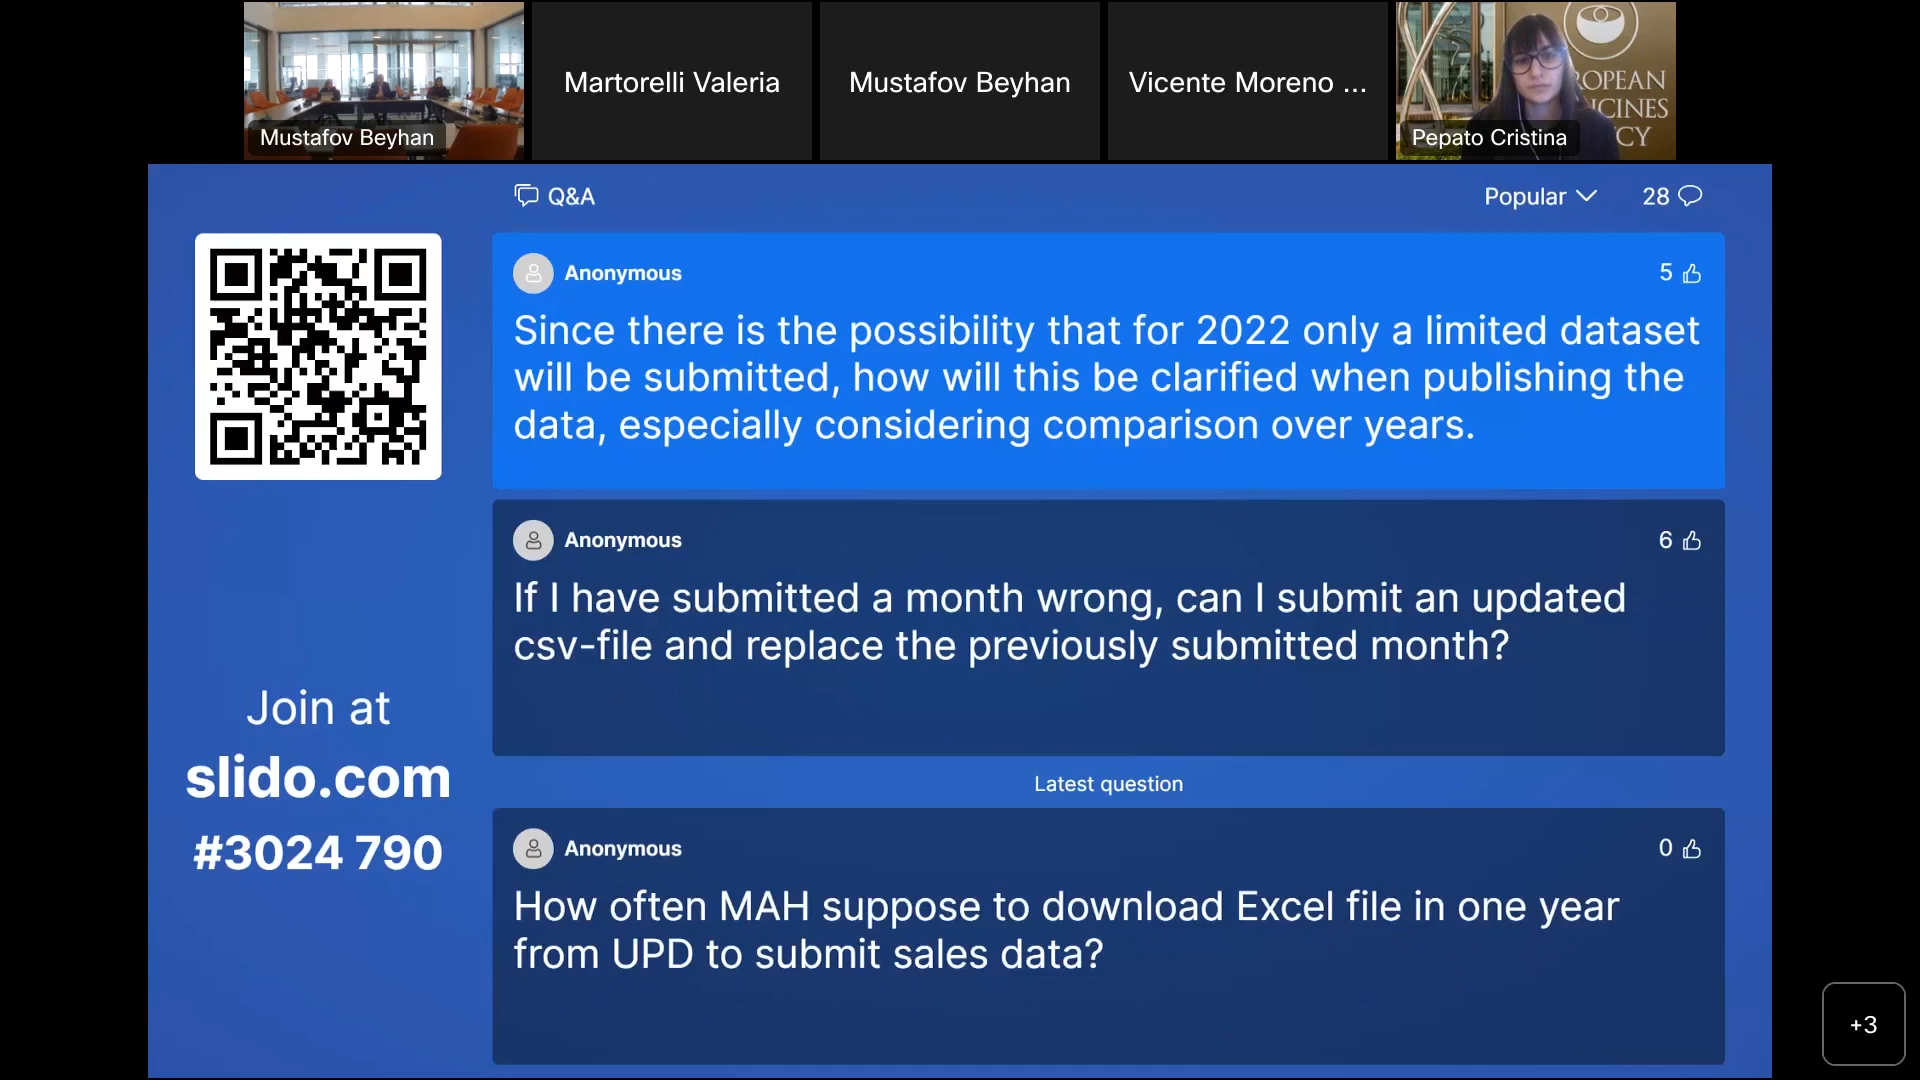 Mustafov Beyhan
Martorelli Valeria
Mustafov Beyhan
Vicente Moreno ...
ROPEAN
CINES
CY
Pepato Cristina
Q&A
Popular
28
Anonymous
5
Since there is the possibility that for 2022 only a limited dataset
will be submitted, how will this be clarified when publishing the
data, especially considering comparison over years.
Anonymous
6
If I have submitted a month wrong, can I submit an updated
csv-file and replace the previously submitted month?
Join at
slido.com
#3024 790
Latest question
Anonymous
0
How often MAH suppose to download Excel file in one year
from UPD to submit sales data?
+3